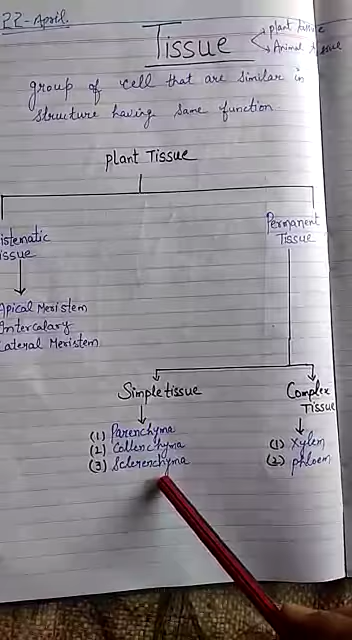 22-April.
Tissue
plant tissue
Animal tissue
group of cell that are similar in
structure having same function.
plant Tissue
istematic
issue
Permanent
Tissue
Apical Meristem
Intercalary
Lateral Meristem
Simple tissue
Complex
Tissue
(1) Parenchyma
(2) Collenchyma
(3) Sclerenchyma
(1) Xylem
(2) phloem